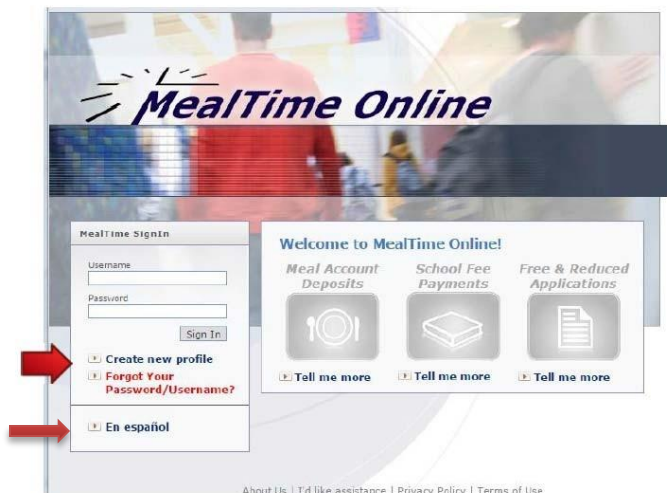 MealTime Online
MealTime SignIn
Username
Password
Sign In
Create new profile
Forgot Your
Password/Username?
En español
Welcome to MealTime Online!
Meal Account
Deposits
School Fee
Payments
Free & Reduced
Applications
Tell me more
Tell me more
Tell me more
About Us | I'd like assistance | Privacy Policy | Terms of Use